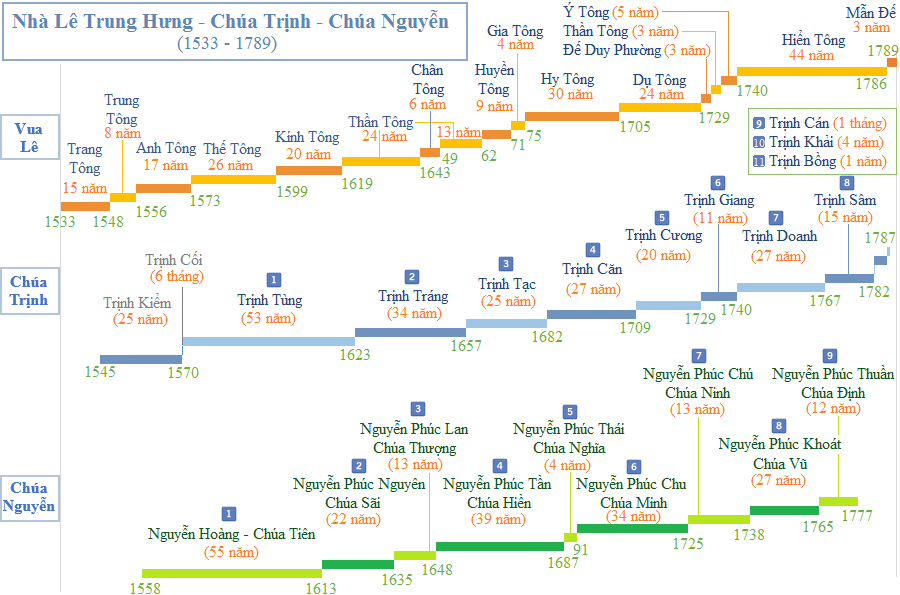 Nhà Lê Trung Hưng - Chúa Trịnh - Chúa Nguyễn
(1533 - 1789)
Vua
Lê
Trang
Tông
15 năm
Trung
Tông
8 năm
Anh Tông
17 năm
Thế Tông
26 năm
Kính Tông
20 năm
Thần Tông
24 năm
Chân
Tông
6 năm
13 năm
Huyền
Tông
9 năm
Gia Tông
4 năm
Hy Tông
30 năm
Dụ Tông
24 năm
Đế Duy Phường (3 năm)
Thần Tông (3 năm)
Ý Tông (5 năm)
Hiển Tông
44 năm
Mẫn Đế
3 năm
1533
1548
1556
1573
1599
1619
1643
49
62
71
75
1705
1729
1740
1786
1789
9 Trịnh Cán (1 tháng)
10 Trịnh Khải (4 năm)
11 Trịnh Bồng (1 năm)
Chúa
Trịnh
Trịnh Kiểm
(25 năm)
Trịnh Cối
(6 tháng)
1
Trịnh Tùng
(53 năm)
2
Trịnh Tráng
(34 năm)
3
Trịnh Tạc
(25 năm)
4
Trịnh Căn
(27 năm)
5
Trịnh Cương
(20 năm)
6
Trịnh Giang
(11 năm)
7
Trịnh Doanh
(27 năm)
8
Trịnh Sâm
(15 năm)
1545
1570
1623
1657
1682
1709
1729
1740
1767
1782
1787
Chúa
Nguyễn
1
Nguyễn Hoàng - Chúa Tiên
(55 năm)
2
Nguyễn Phúc Nguyên
Chúa Sãi
(22 năm)
3
Nguyễn Phúc Lan
Chúa Thượng
(13 năm)
4
Nguyễn Phúc Tần
Chúa Hiền
(39 năm)
5
Nguyễn Phúc Thái
Chúa Nghĩa
(4 năm)
6
Nguyễn Phúc Chu
Chúa Minh
(34 năm)
7
Nguyễn Phúc Chú
Chúa Ninh
(13 năm)
8
Nguyễn Phúc Khoát
Chúa Vũ
(27 năm)
9
Nguyễn Phúc Thuần
Chúa Định
(12 năm)
1558
1613
1635
1648
1687
91
1725
1738
1765
1777